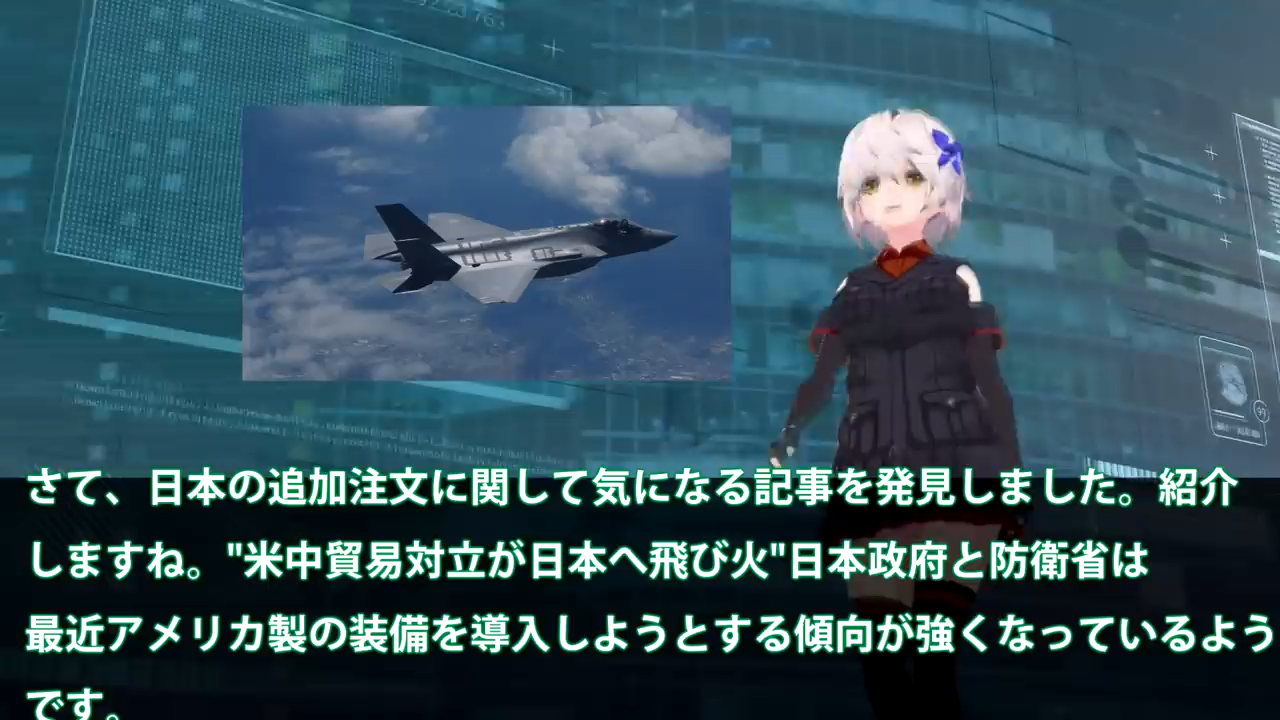 さて、日本の追加注文に関して気になる記事を発見しました。紹介
しますね。"米中貿易対立が日本へ飛び火"日本政府と防衛省は
最近アメリカ製の装備を導入しようとする傾向が強くなっているよう
です。